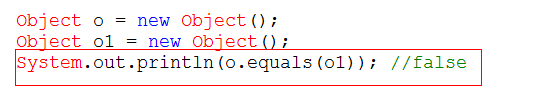 Object o = new Object();
Object o1 = new Object();
System.out.println(o.equals(o1)); //false